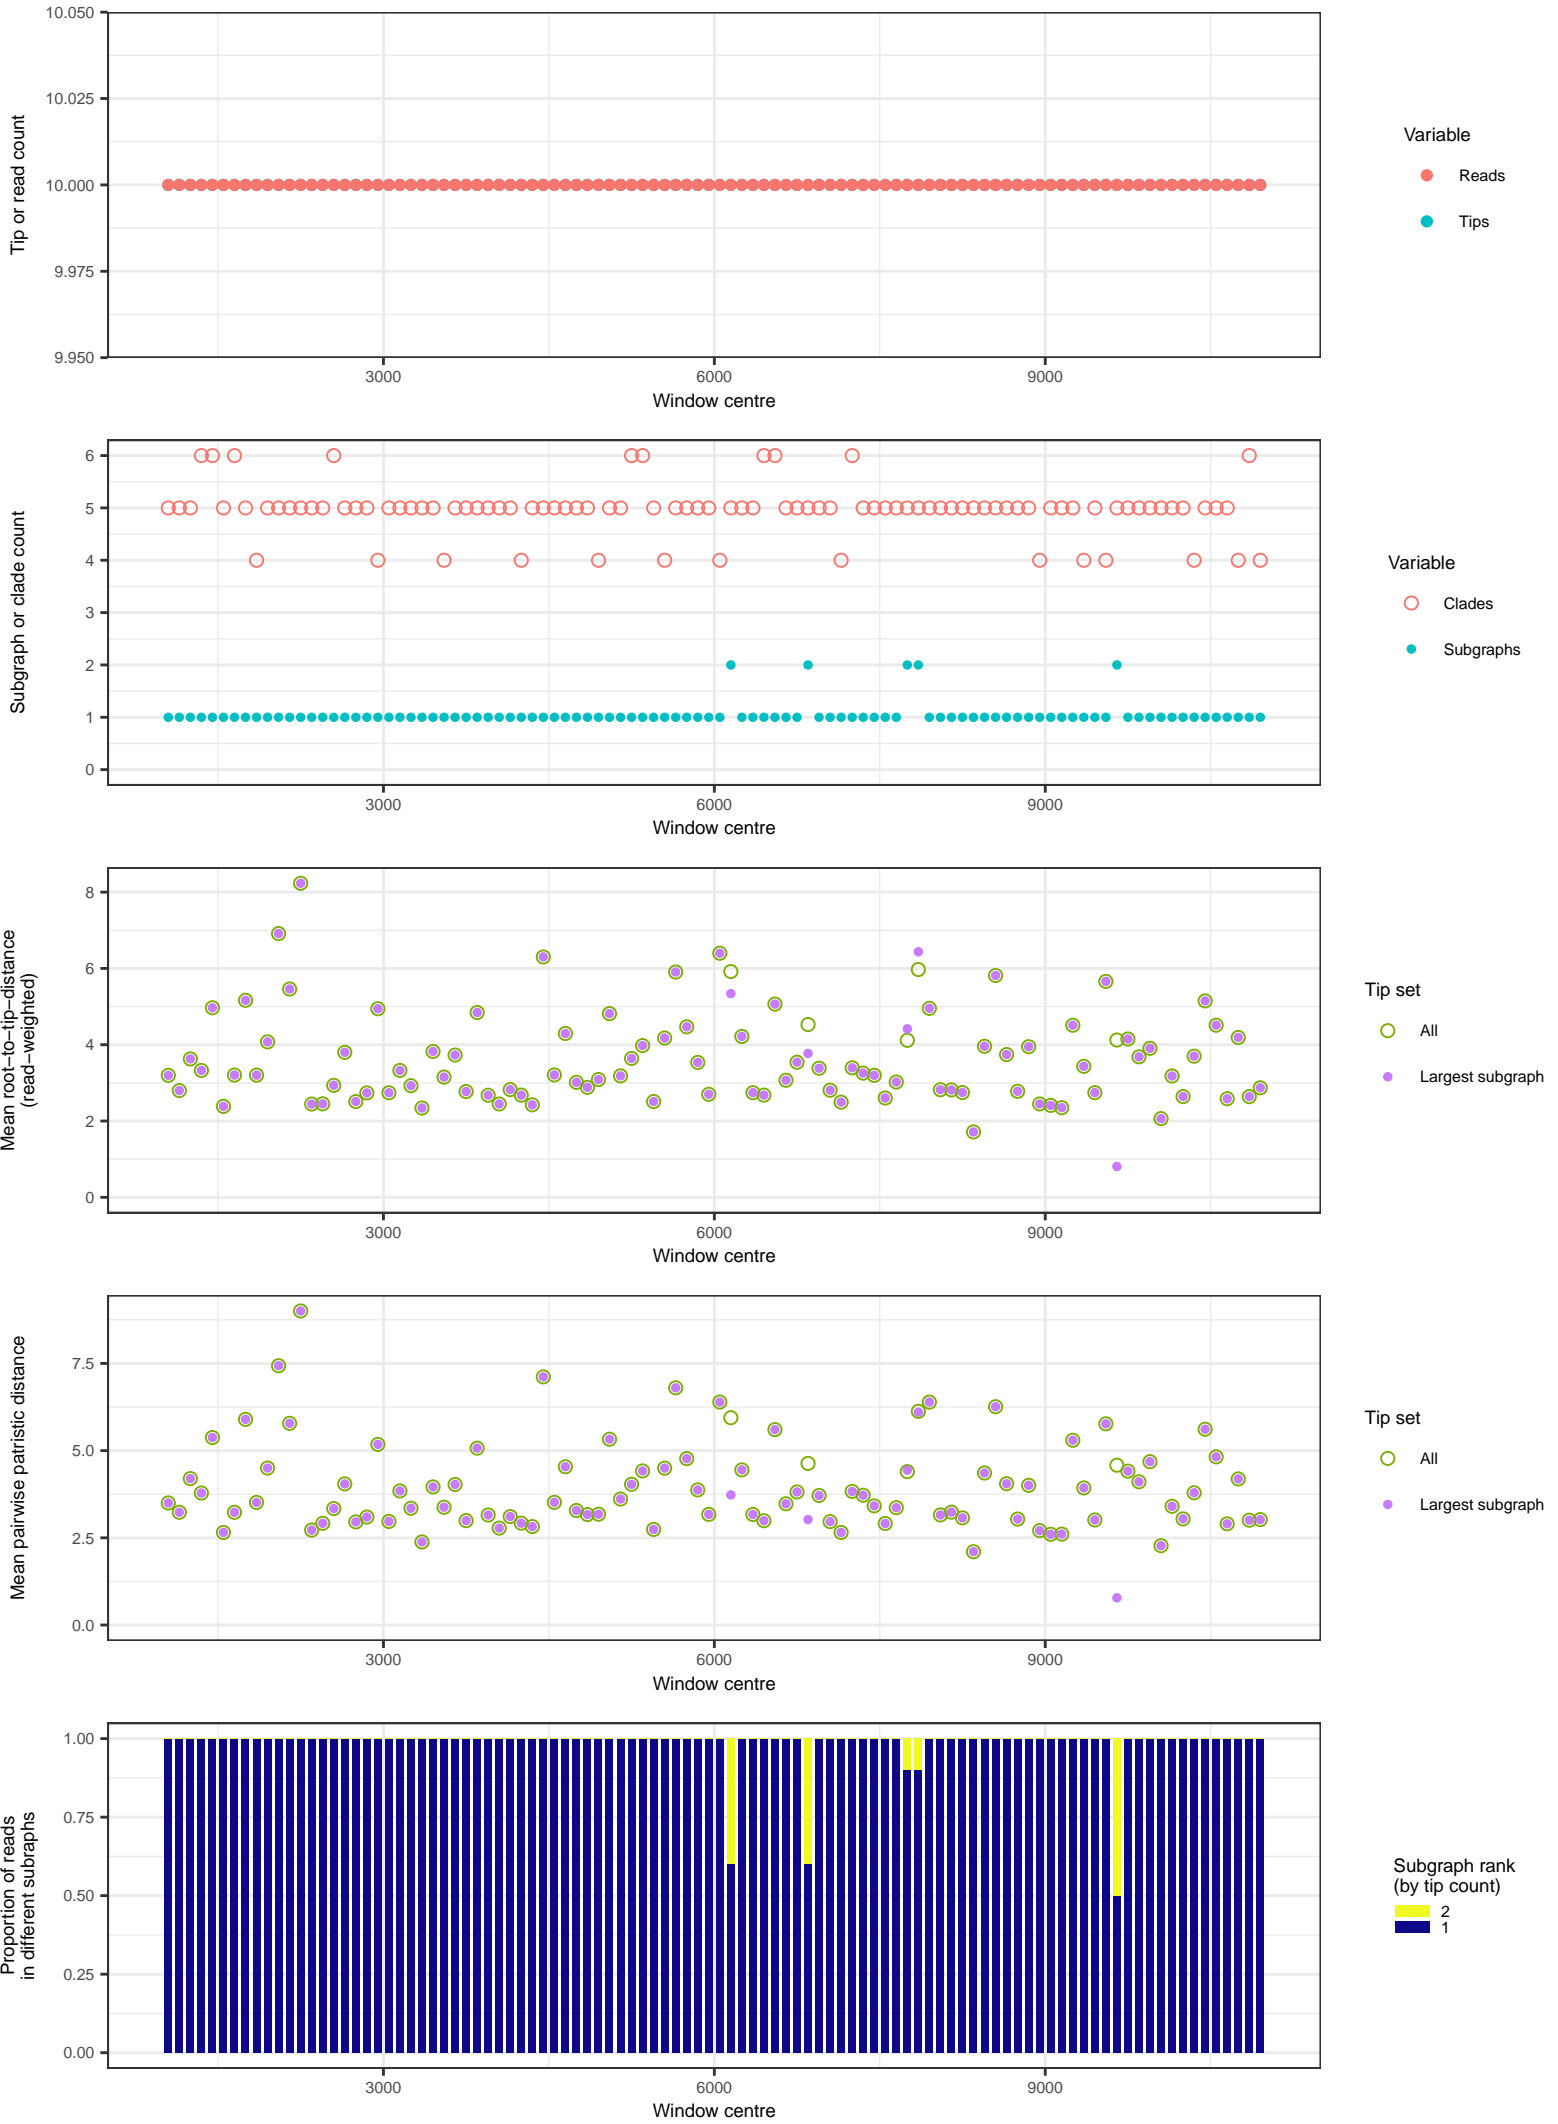 10.050
10.025
10.000
9.975
9.950
Tip or read count
3000
6000
9000
Window centre
Variable
Reads
Tips
6
5
4
3
2
1
0
Subgraph or clade count
3000
6000
9000
Window centre
Variable
Clades
Subgraphs
8
6
4
2
0
Mean root−to−tip−distance
(read−weighted)
3000
6000
9000
Window centre
Tip set
All
Largest subgraph
7.5
5.0
2.5
0.0
Mean pairwise patristic distance
3000
6000
9000
Window centre
Tip set
All
Largest subgraph
1.00
0.75
0.50
0.25
0.00
Proportion of reads
in different subraphs
3000
6000
9000
Window centre
Subgraph rank
(by tip count)
2
1